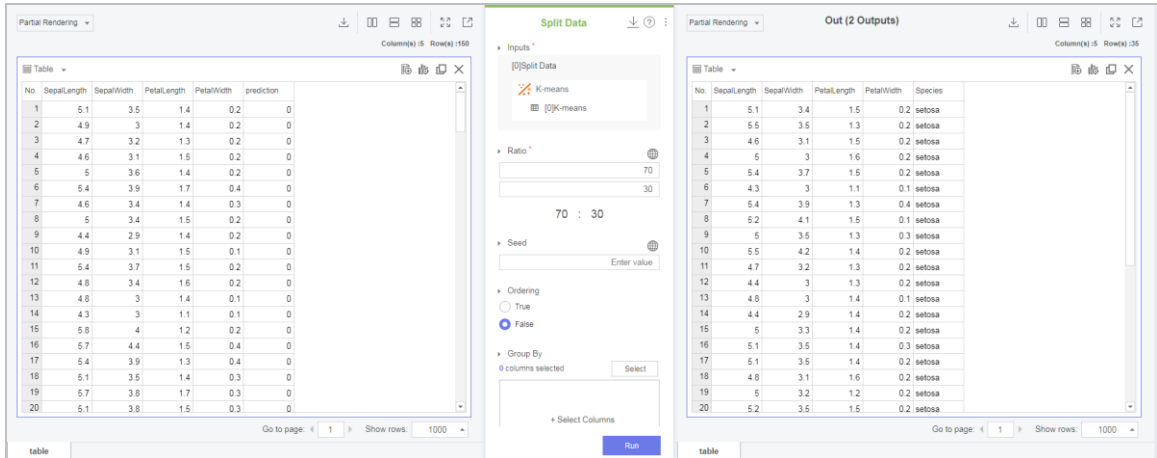 Partial Rendering
Column(s) :5 Row(s) :150
Table
No. SepalLength SepalWidth PetalLength PetalWidth prediction
1 5.1 3.5 1.4 0.2 0
2 4.9 3 1.4 0.2 0
3 4.7 3.2 1.3 0.2 0
4 4.6 3.1 1.5 0.2 0
5 5 3.6 1.4 0.2 0
6 5.4 3.9 1.7 0.4 0
7 4.6 3.4 1.4 0.3 0
8 5 3.4 1.5 0.2 0
9 4.4 2.9 1.4 0.2 0
10 4.9 3.1 1.5 0.1 0
11 5.4 3.7 1.5 0.2 0
12 4.8 3.4 1.6 0.2 0
13 4.8 3 1.4 0.1 0
14 4.3 3 1.1 0.1 0
15 5.8 4 1.2 0.2 0
16 5.7 4.4 1.5 0.4 0
17 5.4 3.9 1.3 0.4 0
18 5.1 3.5 1.4 0.3 0
19 5.7 3.8 1.7 0.3 0
20 5.1 3.8 1.5 0.3 0
Go to page: 1 Show rows: 1000
table
Split Data
Inputs *
[0]Split Data
K-means
[0]K-means
Ratio *
70
30
70 : 30
Seed
Enter value
Ordering
True
False
Group By
0 columns selected Select
+ Select Columns
Run
Partial Rendering Out (2 Outputs)
Column(s) :5 Row(s) :35
Table
No. SepalLength SepalWidth PetalLength PetalWidth Species
1 5.1 3.4 1.5 0.2 setosa
2 5.5 3.5 1.3 0.2 setosa
3 4.6 3.1 1.5 0.2 setosa
4 5 3 1.6 0.2 setosa
5 5.4 3.7 1.5 0.2 setosa
6 4.3 3 1.1 0.1 setosa
7 5.4 3.9 1.3 0.4 setosa
8 5.2 4.1 1.5 0.1 setosa
9 5 3.5 1.3 0.3 setosa
10 5.5 4.2 1.4 0.2 setosa
11 4.7 3.2 1.3 0.2 setosa
12 4.4 3 1.3 0.2 setosa
13 4.8 3 1.4 0.1 setosa
14 4.4 2.9 1.4 0.2 setosa
15 5 3.3 1.4 0.2 setosa
16 5.1 3.5 1.4 0.3 setosa
17 5.1 3.5 1.4 0.2 setosa
18 4.8 3.1 1.6 0.2 setosa
19 5 3.2 1.2 0.2 setosa
20 5.2 3.5 1.5 0.2 setosa
Go to page: 1 Show rows: 1000
table